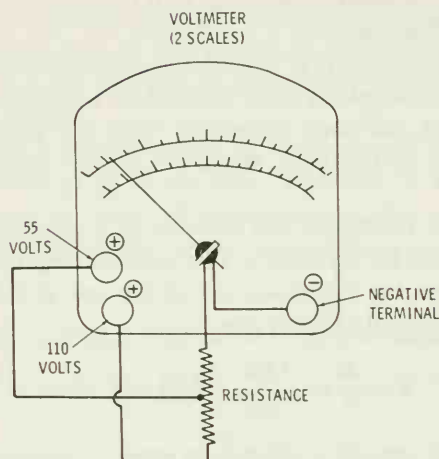 VOLTMETER
(2 SCALES)
55
VOLTS
+
+
−
NEGATIVE
TERMINAL
110
VOLTS
RESISTANCE